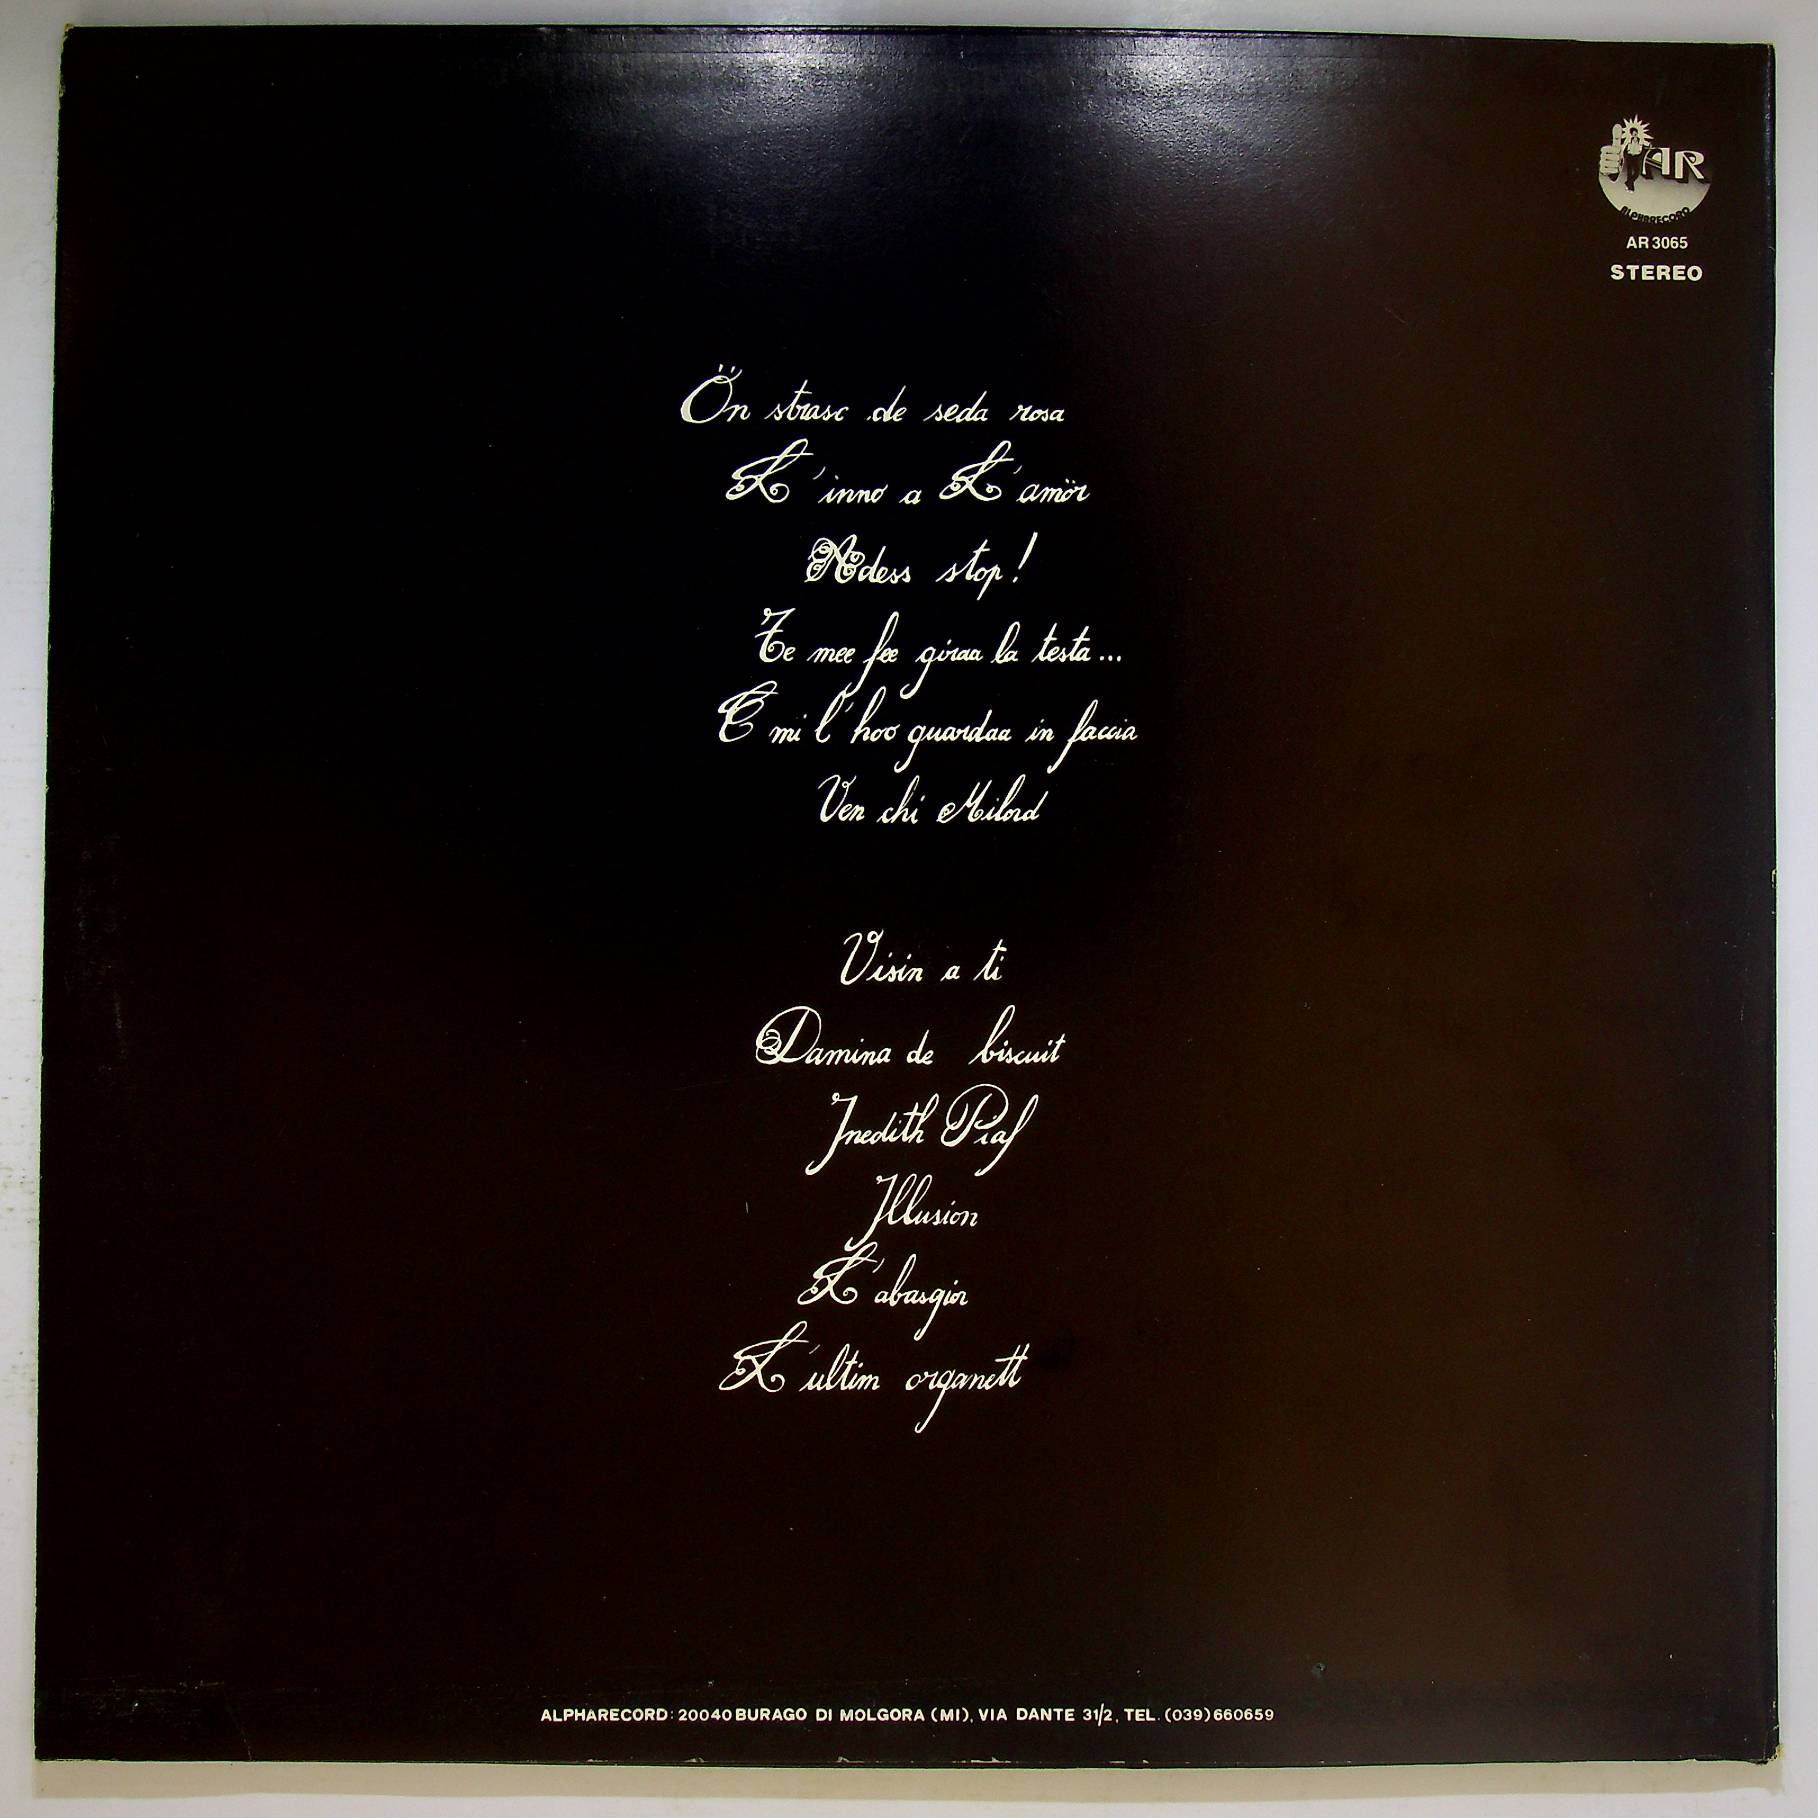 AR
ALPHARECORD
AR 3065
STEREO
Ön strasc de seda rosa
L'inno a L'amör
Adess stop!
Te mee fee giraa la testa...
E mi l'hoo guardaa in faccia
Ven chi Milord
Visin a ti
Damina de biscuit
Inedith Piaf
Illusion
L'abasgior
L'ultim organett
ALPHARECORD: 20040 BURAGO DI MOLGORA (MI), VIA DANTE 31/2, TEL. (039) 660659